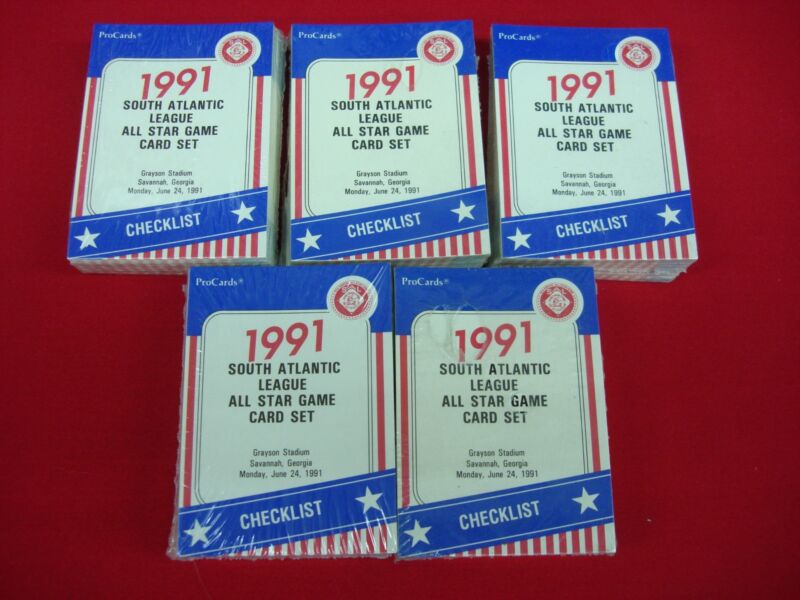 ProCards®
1991
SOUTH ATLANTIC
LEAGUE
ALL STAR GAME
CARD SET
Grayson Stadium
Savannah, Georgia
Monday, June 24, 1991
CHECKLIST
ProCards®
1991
SOUTH ATLANTIC
LEAGUE
ALL STAR GAME
CARD SET
Grayson Stadium
Savannah, Georgia
Monday, June 24, 1991
CHECKLIST
ProCards®
1991
SOUTH ATLANTIC
LEAGUE
ALL STAR GAME
CARD SET
Grayson Stadium
Savannah, Georgia
Monday, June 24, 1991
CHECKLIST
ProCards®
1991
SOUTH ATLANTIC
LEAGUE
ALL STAR GAME
CARD SET
Grayson Stadium
Savannah, Georgia
Monday, June 24, 1991
CHECKLIST
ProCards®
1991
SOUTH ATLANTIC
LEAGUE
ALL STAR GAME
CARD SET
Grayson Stadium
Savannah, Georgia
Monday, June 24, 1991
CHECKLIST